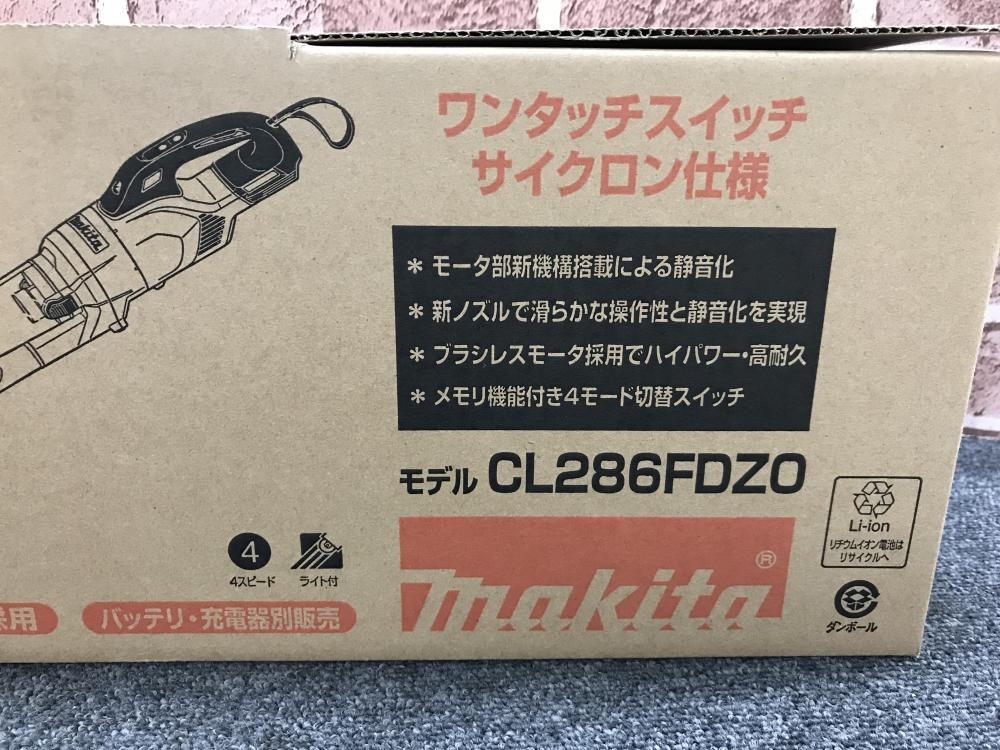 ワンタッチスイッチ
サイクロン仕様
* モータ部新機構搭載による静音化
* 新ノズルで滑らかな操作性と静音化を実現
* ブラシレスモータ採用でハイパワー・高耐久
* メモリ機能付き4モード切替スイッチ
モデル CL286FDZO
makita
makita®
4
4スピード
ライト付
採用
バッテリ・充電器別販売
Li-ion
リチウムイオン電池は
リサイクルへ
ダンボール